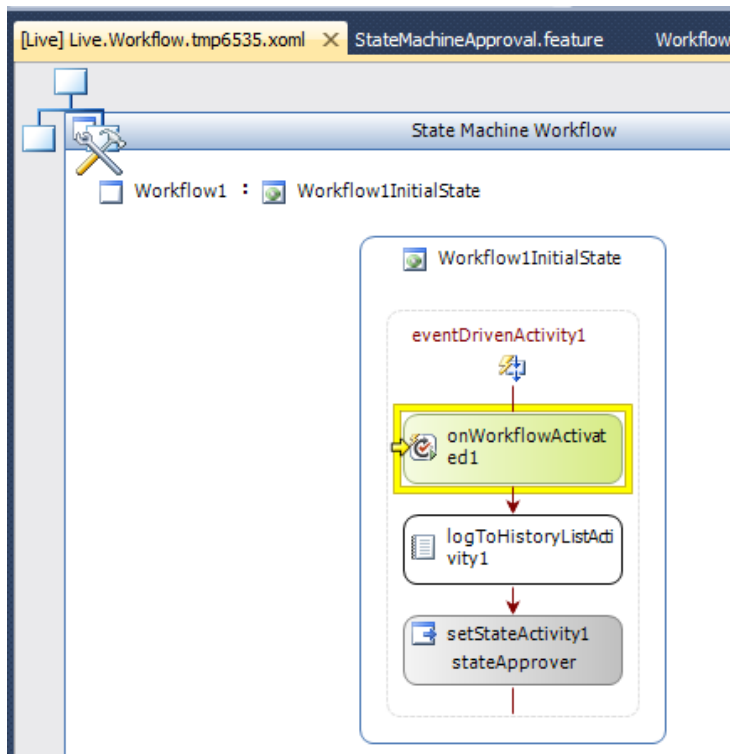 [Live] Live.Workflow.tmp6535.xoml StateMachineApproval.feature Workflow
State Machine Workflow
Workflow1 : Workflow1InitialState
Workflow1InitialState
eventDrivenActivity1
onWorkflowActivat
ed1
logToHistoryListActi
vity1
setStateActivity1
stateApprover